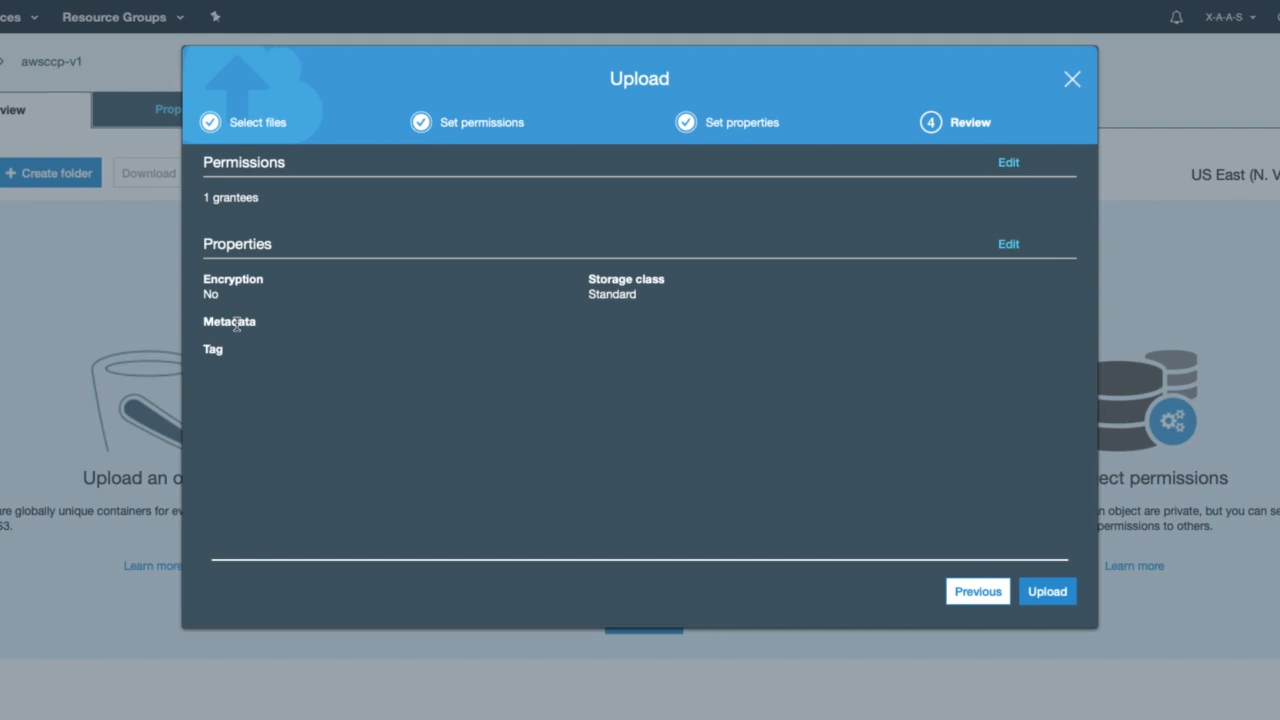 ces Resource Groups X-A-A-S
awsccp-v1
view Prop
Upload
Select files Set permissions Set properties 4 Review
Permissions Edit
1 grantees
+ Create folder Download US East (N. V
Properties Edit
Encryption Storage class
No Standard
Metadata
Tag
Upload an o ect permissions
are globally unique containers for ev n object are private, but you can se
S3. permissions to others.
Learn more Learn more
Previous Upload